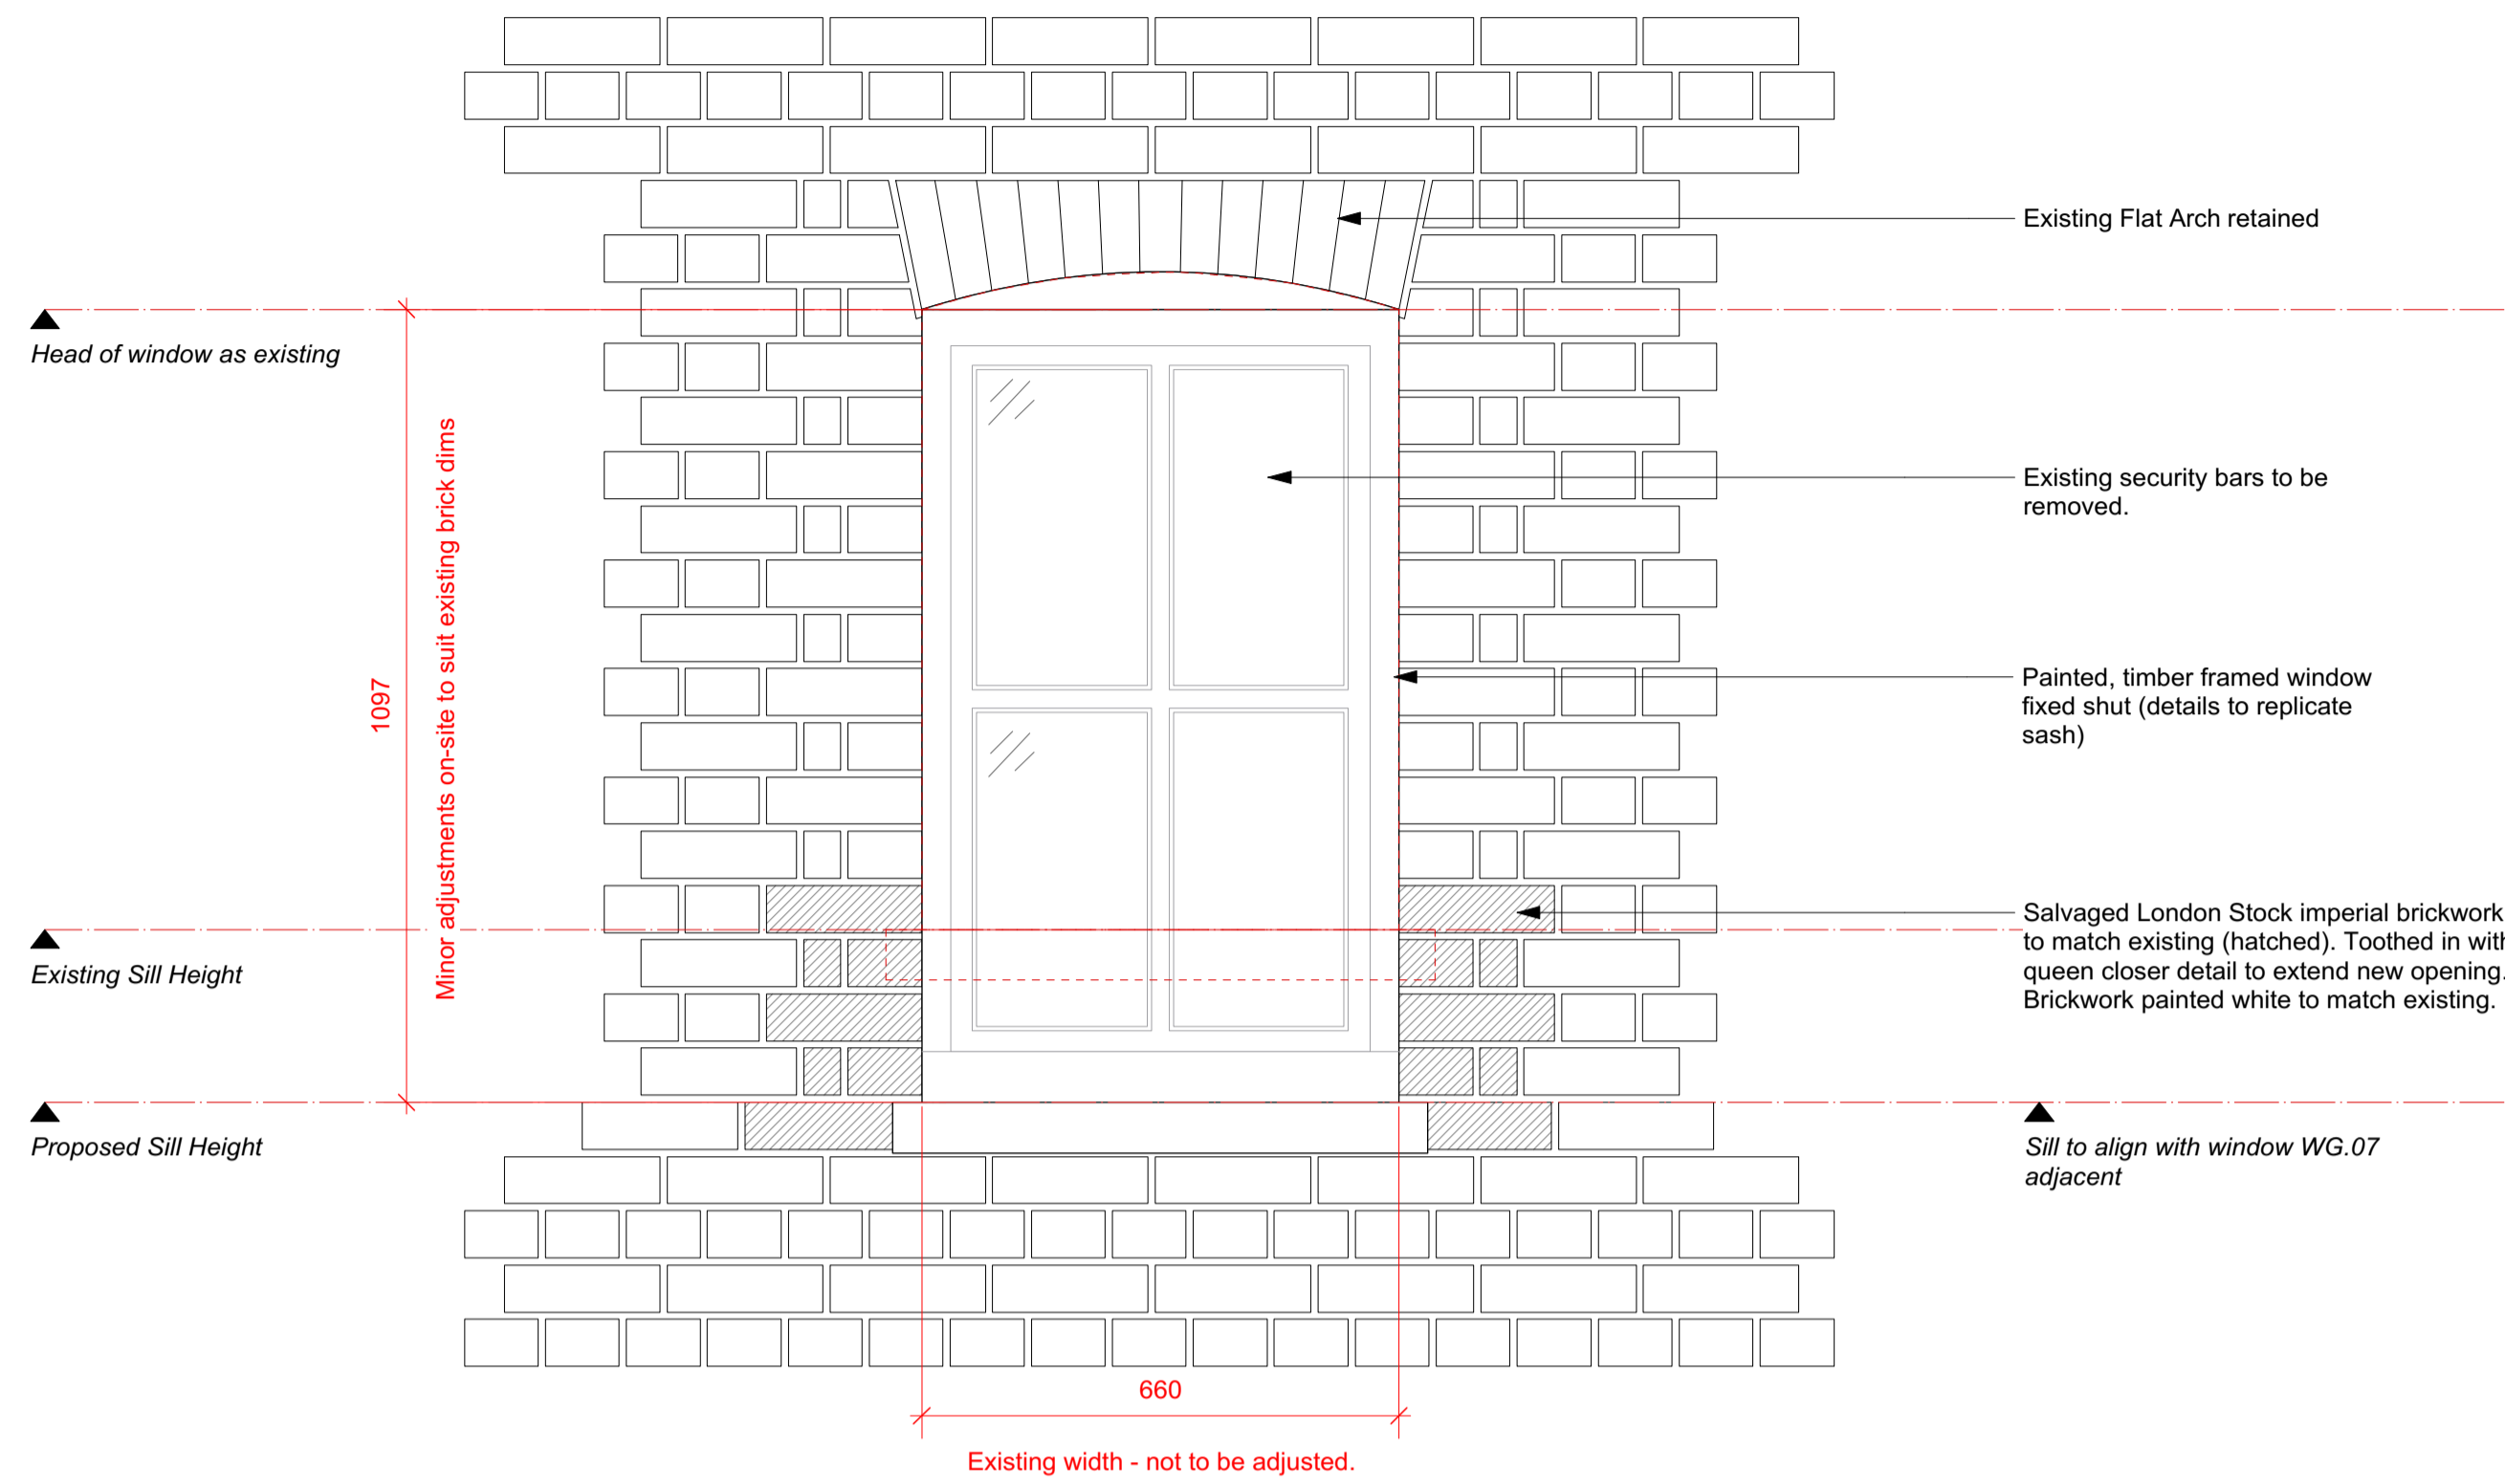 Existing Flat Arch retained
Head of window as existing
Existing security bars to be
removed.
Minor adjustments on-site to suit existing brick dims
1097
Painted, timber framed window
fixed shut (details to replicate
sash)
Salvaged London Stock imperial brickwork
to match existing (hatched). Toothed in with
queen closer detail to extend new opening.
Brickwork painted white to match existing.
Existing Sill Height
Proposed Sill Height
Sill to align with window WG.07
adjacent
660
Existing width - not to be adjusted.